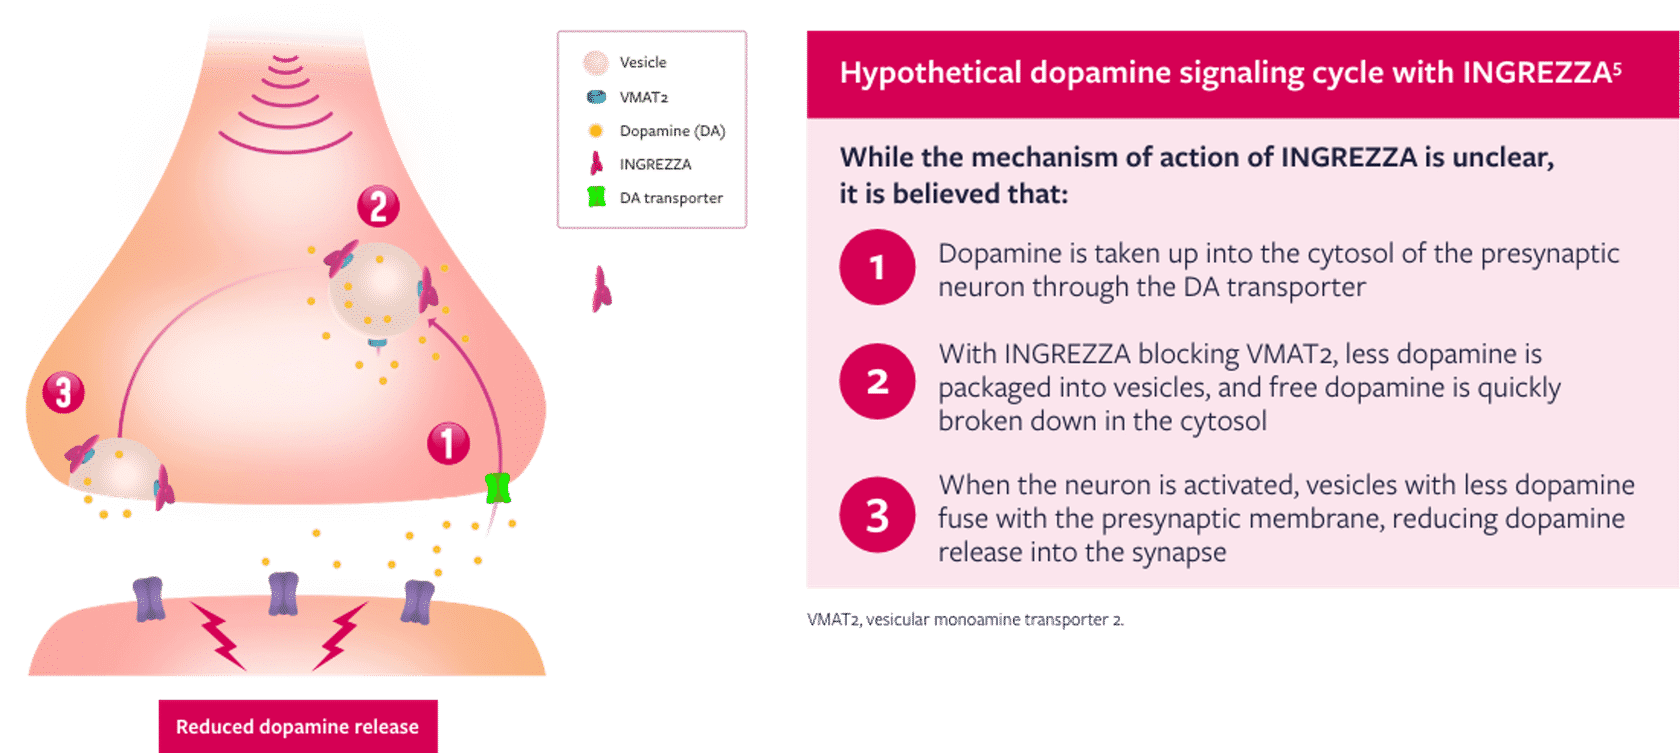 Vesicle
VMAT2
Dopamine (DA)
INGREZZA
DA transporter
2
3
1
Reduced dopamine release
Hypothetical dopamine signaling cycle with INGREZZA⁵
While the mechanism of action of INGREZZA is unclear,
it is believed that:
1
Dopamine is taken up into the cytosol of the presynaptic
neuron through the DA transporter
2
With INGREZZA blocking VMAT2, less dopamine is
packaged into vesicles, and free dopamine is quickly
broken down in the cytosol
3
When the neuron is activated, vesicles with less dopamine
fuse with the presynaptic membrane, reducing dopamine
release into the synapse
VMAT2, vesicular monoamine transporter 2.